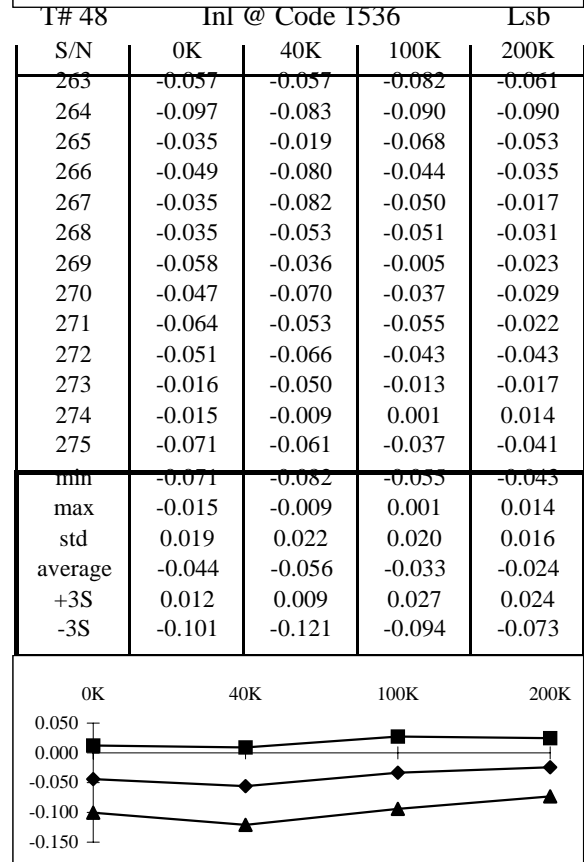 T# 48 Inl @ Code 1536 Lsb
S/N 0K 40K 100K 200K
263 -0.057 -0.057 -0.082 -0.061
264 -0.097 -0.083 -0.090 -0.090
265 -0.035 -0.019 -0.068 -0.053
266 -0.049 -0.080 -0.044 -0.035
267 -0.035 -0.082 -0.050 -0.017
268 -0.035 -0.053 -0.051 -0.031
269 -0.058 -0.036 -0.005 -0.023
270 -0.047 -0.070 -0.037 -0.029
271 -0.064 -0.053 -0.055 -0.022
272 -0.051 -0.066 -0.043 -0.043
273 -0.016 -0.050 -0.013 -0.017
274 -0.015 -0.009 0.001 0.014
275 -0.071 -0.061 -0.037 -0.041
min -0.071 -0.082 -0.055 -0.043
max -0.015 -0.009 0.001 0.014
std 0.019 0.022 0.020 0.016
average -0.044 -0.056 -0.033 -0.024
+3S 0.012 0.009 0.027 0.024
-3S -0.101 -0.121 -0.094 -0.073
0K 40K 100K 200K
0.050
0.000
-0.050
-0.100
-0.150